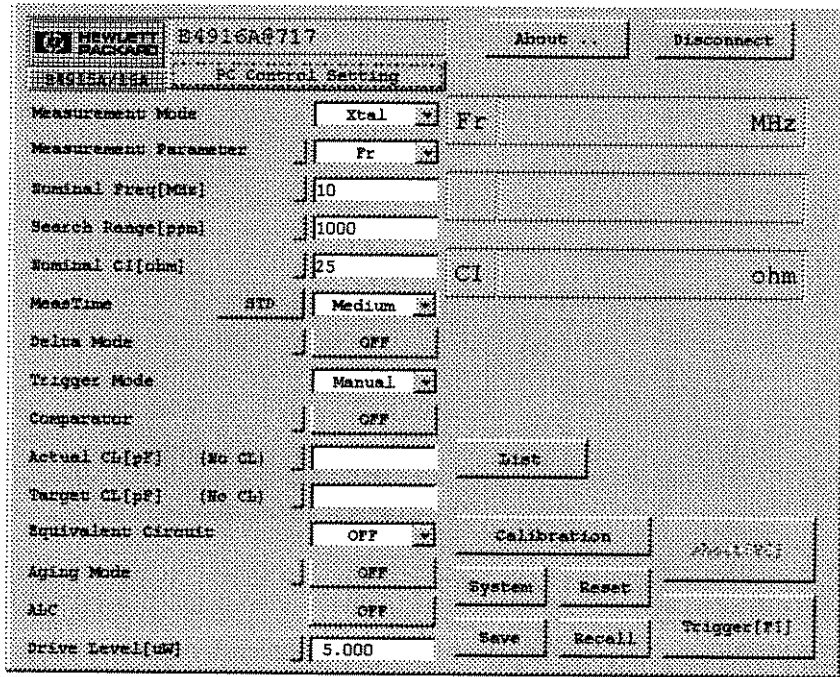 HEWLETT PACKARD
E4916A@717
About ..
Disconnect
E4915A/16A
PC Control Setting
Measurement Mode
Xtal
Fr
MHz
Measurement Parameter
Fr
Nominal Freq[MHz]
10
Search Range[ppm]
1000
Nominal CI[ohm]
25
CI
ohm
MeasTime
STD
Medium
Delta Mode
OFF
Trigger Mode
Manual
Comparator
OFF
Actual CL[pF] (No CL)
List
Target CL[pF] (No CL)
Equivalent Circuit
OFF
Calibration
Abort[F2]
Aging Mode
OFF
System
Reset
ALC
OFF
Trigger[F1]
Drive Level[uW]
5.000
Save
Recall